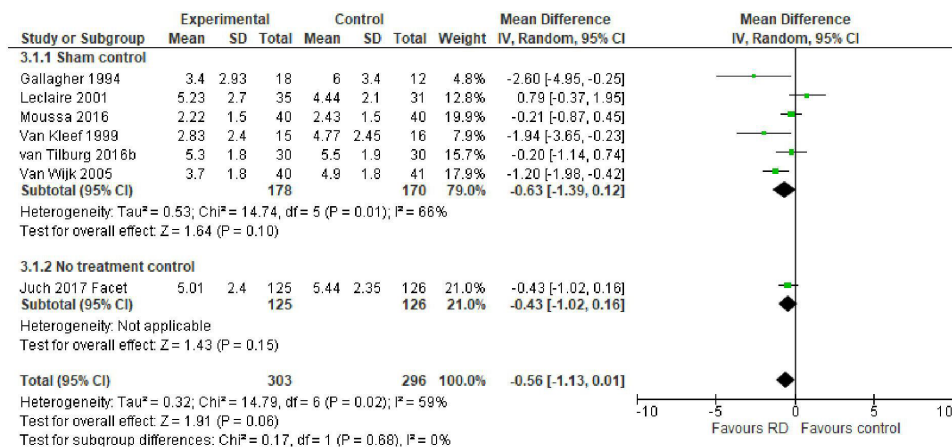 Experimental Control Mean Difference Mean Difference
Study or Subgroup Mean SD Total Mean SD Total Weight IV, Random, 95% CI IV, Random, 95% CI
3.1.1 Sham control
Gallagher 1994 3.4 2.93 18 6 3.4 12 4.8% -2.60 [-4.95, -0.25]
Leclaire 2001 5.23 2.7 35 4.44 2.1 31 12.8% 0.79 [-0.37, 1.95]
Moussa 2016 2.22 1.5 40 2.43 1.5 40 19.9% -0.21 [-0.87, 0.45]
Van Kleef 1999 2.83 2.4 15 4.77 2.45 16 7.9% -1.94 [-3.65, -0.23]
van Tilburg 2016b 5.3 1.8 30 5.5 1.9 30 15.7% -0.20 [-1.14, 0.74]
Van Wijk 2005 3.7 1.8 40 4.9 1.8 41 17.9% -1.20 [-1.98, -0.42]
Subtotal (95% CI) 178 170 79.0% -0.63 [-1.39, 0.12]
Heterogeneity: Tau² = 0.53; Chi² = 14.74, df = 5 (P = 0.01); I² = 66%
Test for overall effect: Z = 1.64 (P = 0.10)
3.1.2 No treatment control
Juch 2017 Facet 5.01 2.4 125 5.44 2.35 126 21.0% -0.43 [-1.02, 0.16]
Subtotal (95% CI) 125 126 21.0% -0.43 [-1.02, 0.16]
Heterogeneity: Not applicable
Test for overall effect: Z = 1.43 (P = 0.15)
Total (95% CI) 303 296 100.0% -0.56 [-1.13, 0.01]
Heterogeneity: Tau² = 0.32; Chi² = 14.79, df = 6 (P = 0.02); I² = 59%
Test for overall effect: Z = 1.91 (P = 0.06)
Test for subgroup differences: Chi² = 0.17, df = 1 (P = 0.68), I² = 0%
-10 -5 0 5 10
Favours RD Favours control